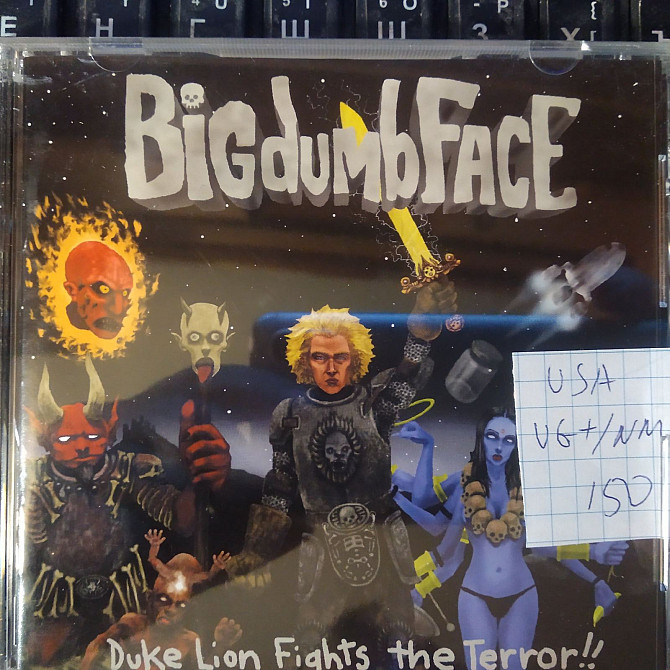 BigdumbFACE
USA
VG+/NM
150
Duke Lion Fights the Terror!!